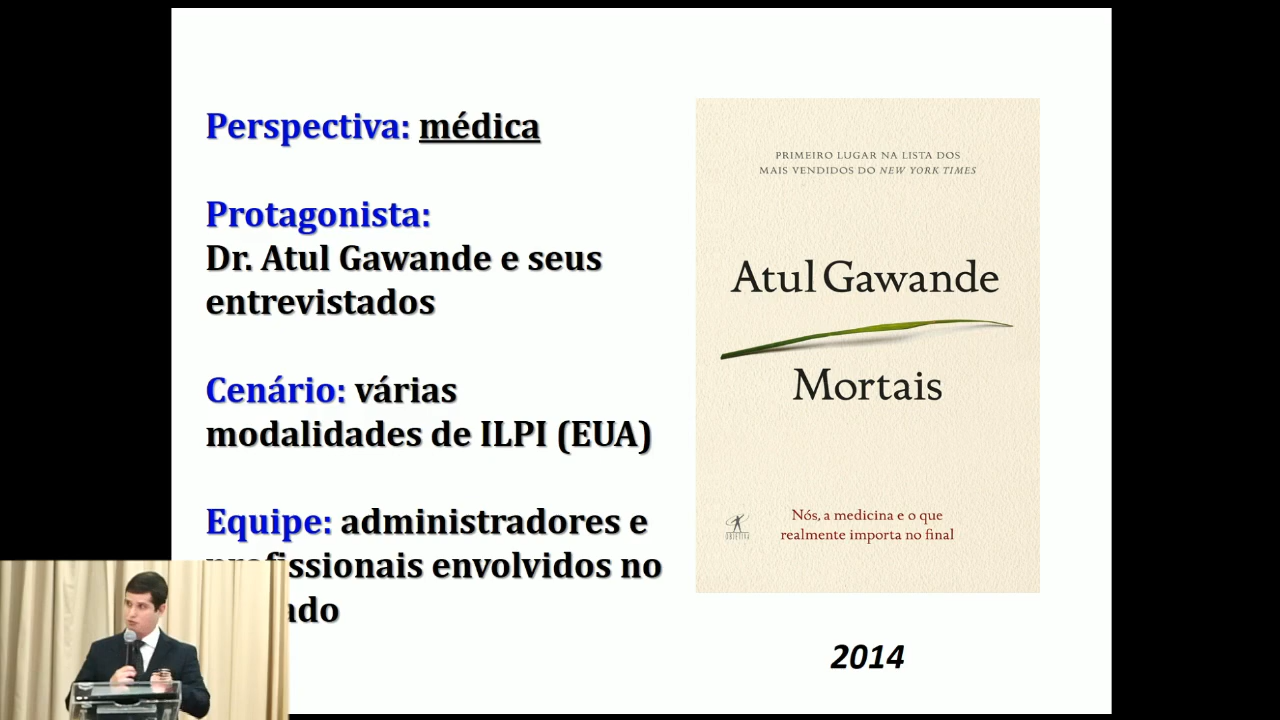 Perspectiva: médica
Protagonista:
Dr. Atul Gawande e seus
entrevistados
Cenário: várias
modalidades de ILPI (EUA)
Equipe: administradores e
envolvidos no
PRIMEIRO LUGAR NA LISTA DOS
MAIS VENDIDOS DO NEW YORK TIMES
Atul Gawande
Mortais
Nós, a medicina e o que
realmente importa no final
OBJETIVA
2014